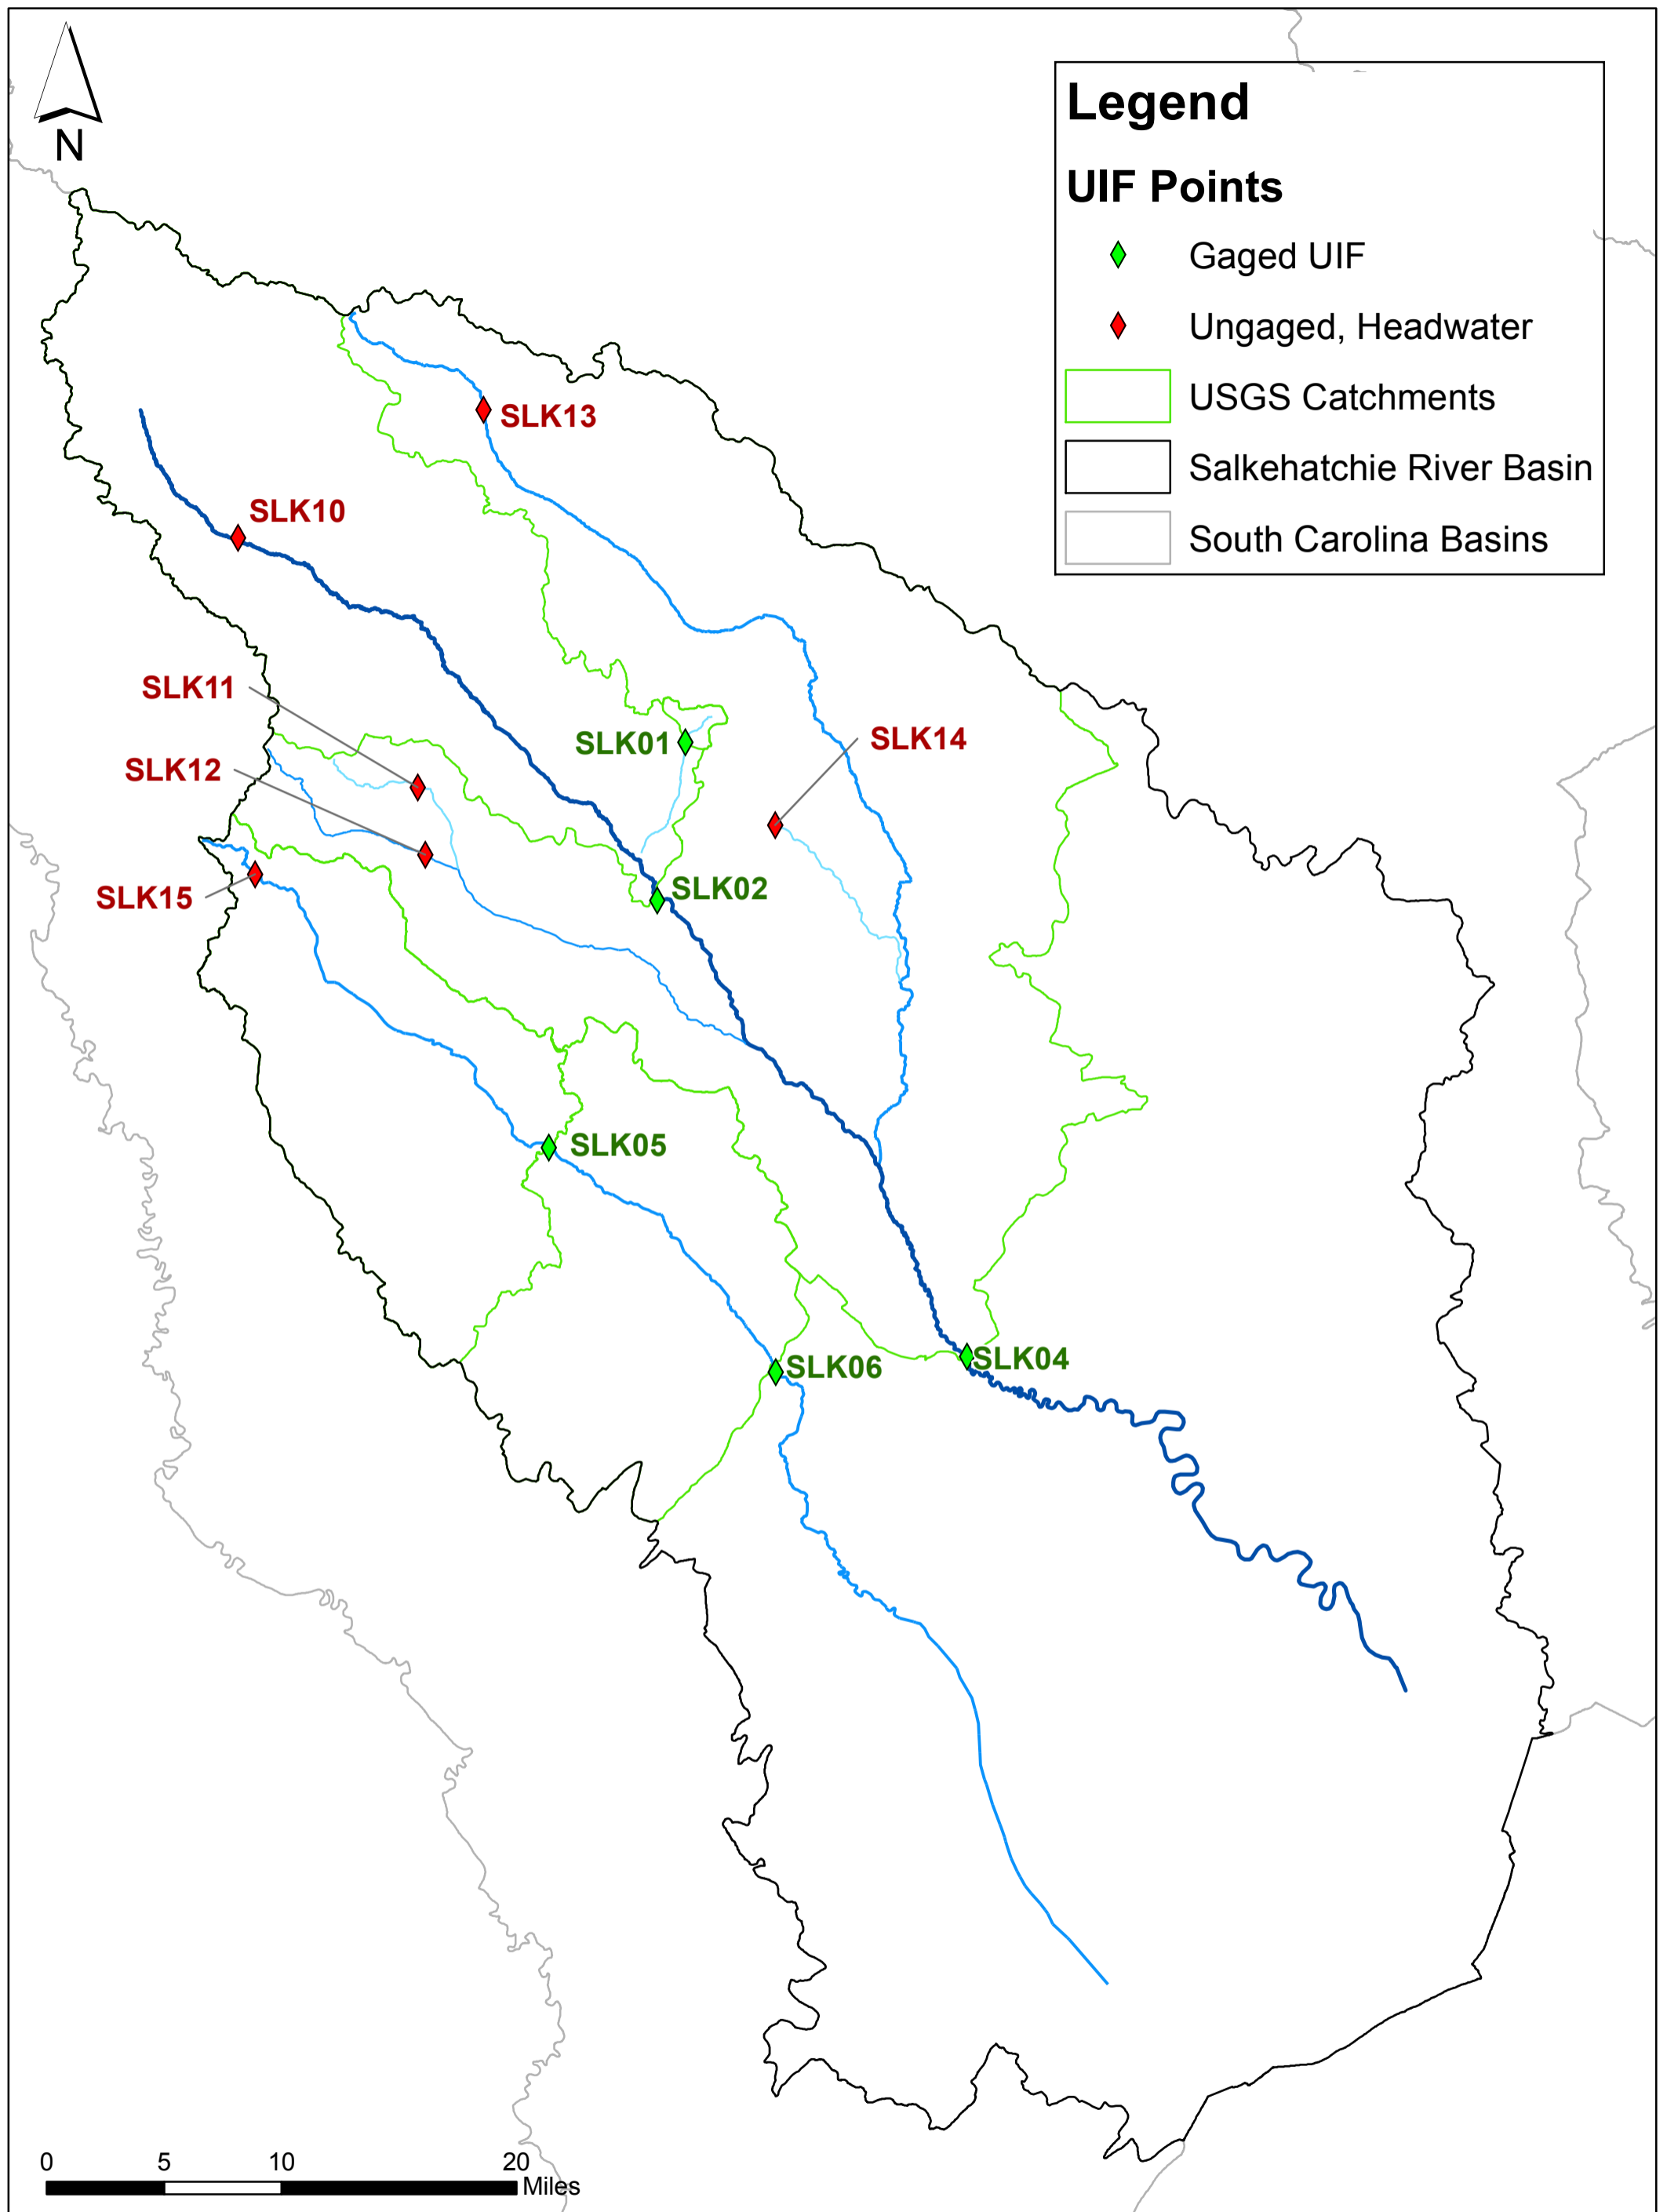 N
Legend
UIF Points
Gaged UIF
Ungaged, Headwater
USGS Catchments
Salkehatchie River Basin
South Carolina Basins
SLK13
SLK10
SLK11
SLK01
SLK14
SLK12
SLK02
SLK15
SLK05
SLK04
SLK06
0 5 10 20
Miles